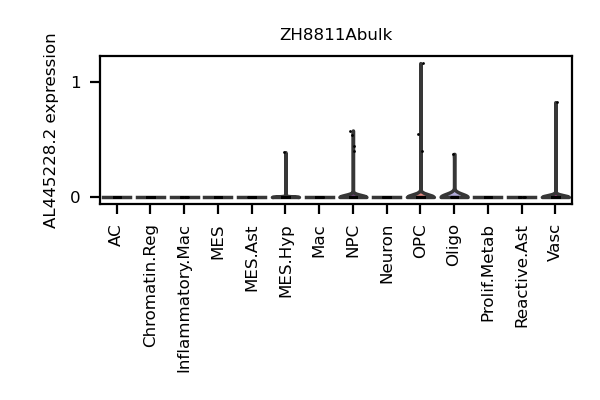 ZH8811Abulk
AL445228.2 expression
1
0
AC
Chromatin.Reg
Inflammatory.Mac
MES
MES.Ast
MES.Hyp
Mac
NPC
Neuron
OPC
Oligo
Prolif.Metab
Reactive.Ast
Vasc